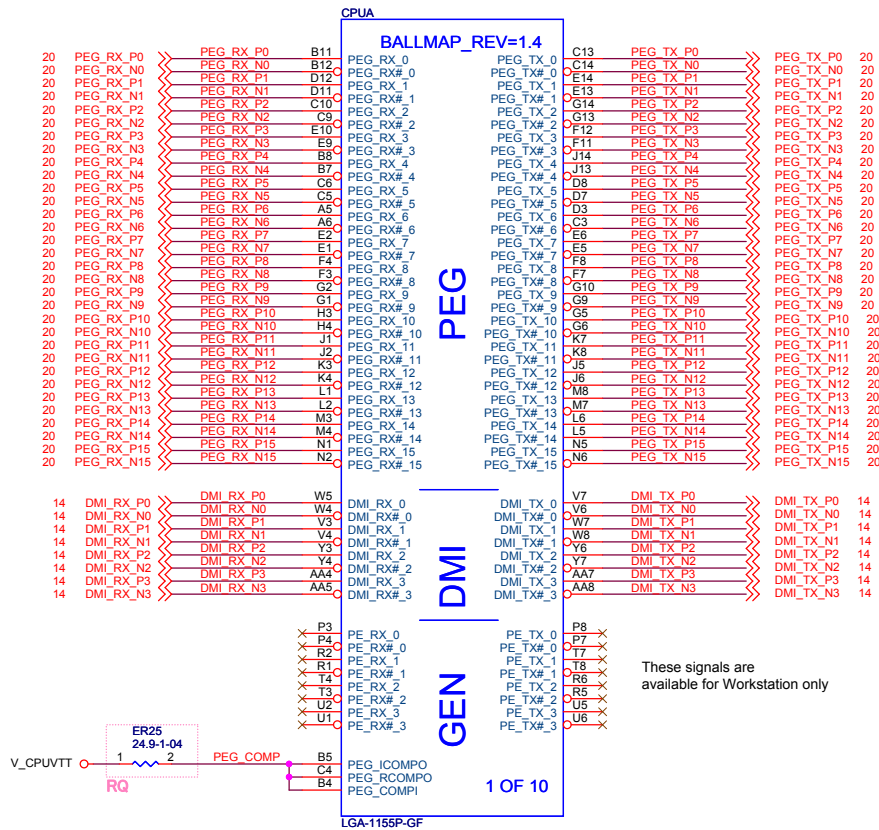 CPUA
BALLMAP_REV=1.4
20 PEG_RX_P0 PEG_RX_P0 B11 PEG_RX_0 PEG_TX_0 C13 PEG_TX_P0 PEG_TX_P0 20
20 PEG_RX_N0 PEG_RX_N0 B12 PEG_RX#_0 PEG_TX#_0 C14 PEG_TX_N0 PEG_TX_N0 20
20 PEG_RX_P1 PEG_RX_P1 D12 PEG_RX_1 PEG_TX_1 E14 PEG_TX_P1 PEG_TX_P1 20
20 PEG_RX_N1 PEG_RX_N1 D11 PEG_RX#_1 PEG_TX#_1 E13 PEG_TX_N1 PEG_TX_N1 20
20 PEG_RX_P2 PEG_RX_P2 C10 PEG_RX_2 PEG_TX_2 G14 PEG_TX_P2 PEG_TX_P2 20
20 PEG_RX_N2 PEG_RX_N2 C9 PEG_RX#_2 PEG_TX#_2 G13 PEG_TX_N2 PEG_TX_N2 20
20 PEG_RX_P3 PEG_RX_P3 E10 PEG_RX_3 PEG_TX_3 F12 PEG_TX_P3 PEG_TX_P3 20
20 PEG_RX_N3 PEG_RX_N3 E9 PEG_RX#_3 PEG_TX#_3 F11 PEG_TX_N3 PEG_TX_N3 20
20 PEG_RX_P4 PEG_RX_P4 B8 PEG_RX_4 PEG_TX_4 J14 PEG_TX_P4 PEG_TX_P4 20
20 PEG_RX_N4 PEG_RX_N4 B7 PEG_RX#_4 PEG_TX#_4 J13 PEG_TX_N4 PEG_TX_N4 20
20 PEG_RX_P5 PEG_RX_P5 C6 PEG_RX_5 PEG_TX_5 D8 PEG_TX_P5 PEG_TX_P5 20
20 PEG_RX_N5 PEG_RX_N5 C5 PEG_RX#_5 PEG_TX#_5 D7 PEG_TX_N5 PEG_TX_N5 20
20 PEG_RX_P6 PEG_RX_P6 A5 PEG_RX_6 PEG_TX_6 D3 PEG_TX_P6 PEG_TX_P6 20
20 PEG_RX_N6 PEG_RX_N6 A6 PEG_RX#_6 PEG_TX#_6 C3 PEG_TX_N6 PEG_TX_N6 20
20 PEG_RX_P7 PEG_RX_P7 E2 PEG_RX_7 PEG_TX_7 E6 PEG_TX_P7 PEG_TX_P7 20
20 PEG_RX_N7 PEG_RX_N7 E1 PEG_RX#_7 PEG_TX#_7 E5 PEG_TX_N7 PEG_TX_N7 20
20 PEG_RX_P8 PEG_RX_P8 F4 PEG_RX_8 PEG_TX_8 F8 PEG_TX_P8 PEG_TX_P8 20
20 PEG_RX_N8 PEG_RX_N8 F3 PEG_RX#_8 PEG_TX#_8 F7 PEG_TX_N8 PEG_TX_N8 20
20 PEG_RX_P9 PEG_RX_P9 G2 PEG_RX_9 PEG_TX_9 G10 PEG_TX_P9 PEG_TX_P9 20
20 PEG_RX_N9 PEG_RX_N9 G1 PEG_RX#_9 PEG_TX#_9 G9 PEG_TX_N9 PEG_TX_N9 20
20 PEG_RX_P10 PEG_RX_P10 H3 PEG_RX_10 PEG_TX_10 G5 PEG_TX_P10 PEG_TX_P10 20
20 PEG_RX_N10 PEG_RX_N10 H4 PEG_RX#_10 PEG_TX#_10 G6 PEG_TX_N10 PEG_TX_N10 20
20 PEG_RX_P11 PEG_RX_P11 J1 PEG_RX_11 PEG_TX_11 K7 PEG_TX_P11 PEG_TX_P11 20
20 PEG_RX_N11 PEG_RX_N11 J2 PEG_RX#_11 PEG_TX#_11 K8 PEG_TX_N11 PEG_TX_N11 20
20 PEG_RX_P12 PEG_RX_P12 K3 PEG_RX_12 PEG_TX_12 J5 PEG_TX_P12 PEG_TX_P12 20
20 PEG_RX_N12 PEG_RX_N12 K4 PEG_RX#_12 PEG_TX#_12 J6 PEG_TX_N12 PEG_TX_N12 20
20 PEG_RX_P13 PEG_RX_P13 L1 PEG_RX_13 PEG_TX_13 M8 PEG_TX_P13 PEG_TX_P13 20
20 PEG_RX_N13 PEG_RX_N13 L2 PEG_RX#_13 PEG_TX#_13 M7 PEG_TX_N13 PEG_TX_N13 20
20 PEG_RX_P14 PEG_RX_P14 M3 PEG_RX_14 PEG_TX_14 L6 PEG_TX_P14 PEG_TX_P14 20
20 PEG_RX_N14 PEG_RX_N14 M4 PEG_RX#_14 PEG_TX#_14 L5 PEG_TX_N14 PEG_TX_N14 20
20 PEG_RX_P15 PEG_RX_P15 N1 PEG_RX_15 PEG_TX_15 N5 PEG_TX_P15 PEG_TX_P15 20
20 PEG_RX_N15 PEG_RX_N15 N2 PEG_RX#_15 PEG_TX#_15 N6 PEG_TX_N15 PEG_TX_N15 20
PEG
14 DMI_RX_P0 DMI_RX_P0 W5 DMI_RX_0 DMI_TX_0 V7 DMI_TX_P0 DMI_TX_P0 14
14 DMI_RX_N0 DMI_RX_N0 W4 DMI_RX#_0 DMI_TX#_0 V6 DMI_TX_N0 DMI_TX_N0 14
14 DMI_RX_P1 DMI_RX_P1 V3 DMI_RX_1 DMI_TX_1 W7 DMI_TX_P1 DMI_TX_P1 14
14 DMI_RX_N1 DMI_RX_N1 V4 DMI_RX#_1 DMI_TX#_1 W8 DMI_TX_N1 DMI_TX_N1 14
14 DMI_RX_P2 DMI_RX_P2 Y3 DMI_RX_2 DMI_TX_2 Y6 DMI_TX_P2 DMI_TX_P2 14
14 DMI_RX_N2 DMI_RX_N2 Y4 DMI_RX#_2 DMI_TX#_2 Y7 DMI_TX_N2 DMI_TX_N2 14
14 DMI_RX_P3 DMI_RX_P3 AA4 DMI_RX_3 DMI_TX_3 AA7 DMI_TX_P3 DMI_TX_P3 14
14 DMI_RX_N3 DMI_RX_N3 AA5 DMI_RX#_3 DMI_TX#_3 AA8 DMI_TX_N3 DMI_TX_N3 14
DMI
P3 PE_RX_0 PE_TX_0 P8
P4 PE_RX#_0 PE_TX#_0 P7
R2 PE_RX_1 PE_TX_1 T7
R1 PE_RX#_1 PE_TX#_1 T8
T4 PE_RX_2 PE_TX_2 R6
T3 PE_RX#_2 PE_TX#_2 R5
U2 PE_RX_3 PE_TX_3 U5
U1 PE_RX#_3 PE_TX#_3 U6
GEN
These signals are
available for Workstation only
ER25
24.9-1-04
V_CPUVTT 1 2 PEG_COMP B5 PEG_ICOMPO
C4 PEG_RCOMPO
B4 PEG_COMPI
RQ
1 OF 10
LGA-1155P-GF